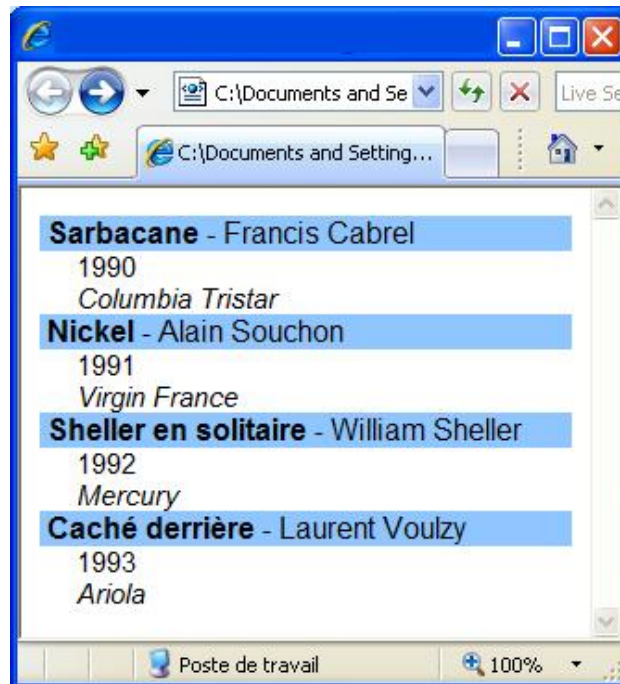 C:\Documents and Se
Live Se
C:\Documents and Setting...
Sarbacane - Francis Cabrel
1990
Columbia Tristar
Nickel - Alain Souchon
1991
Virgin France
Sheller en solitaire - William Sheller
1992
Mercury
Caché derrière - Laurent Voulzy
1993
Ariola
Poste de travail
100%